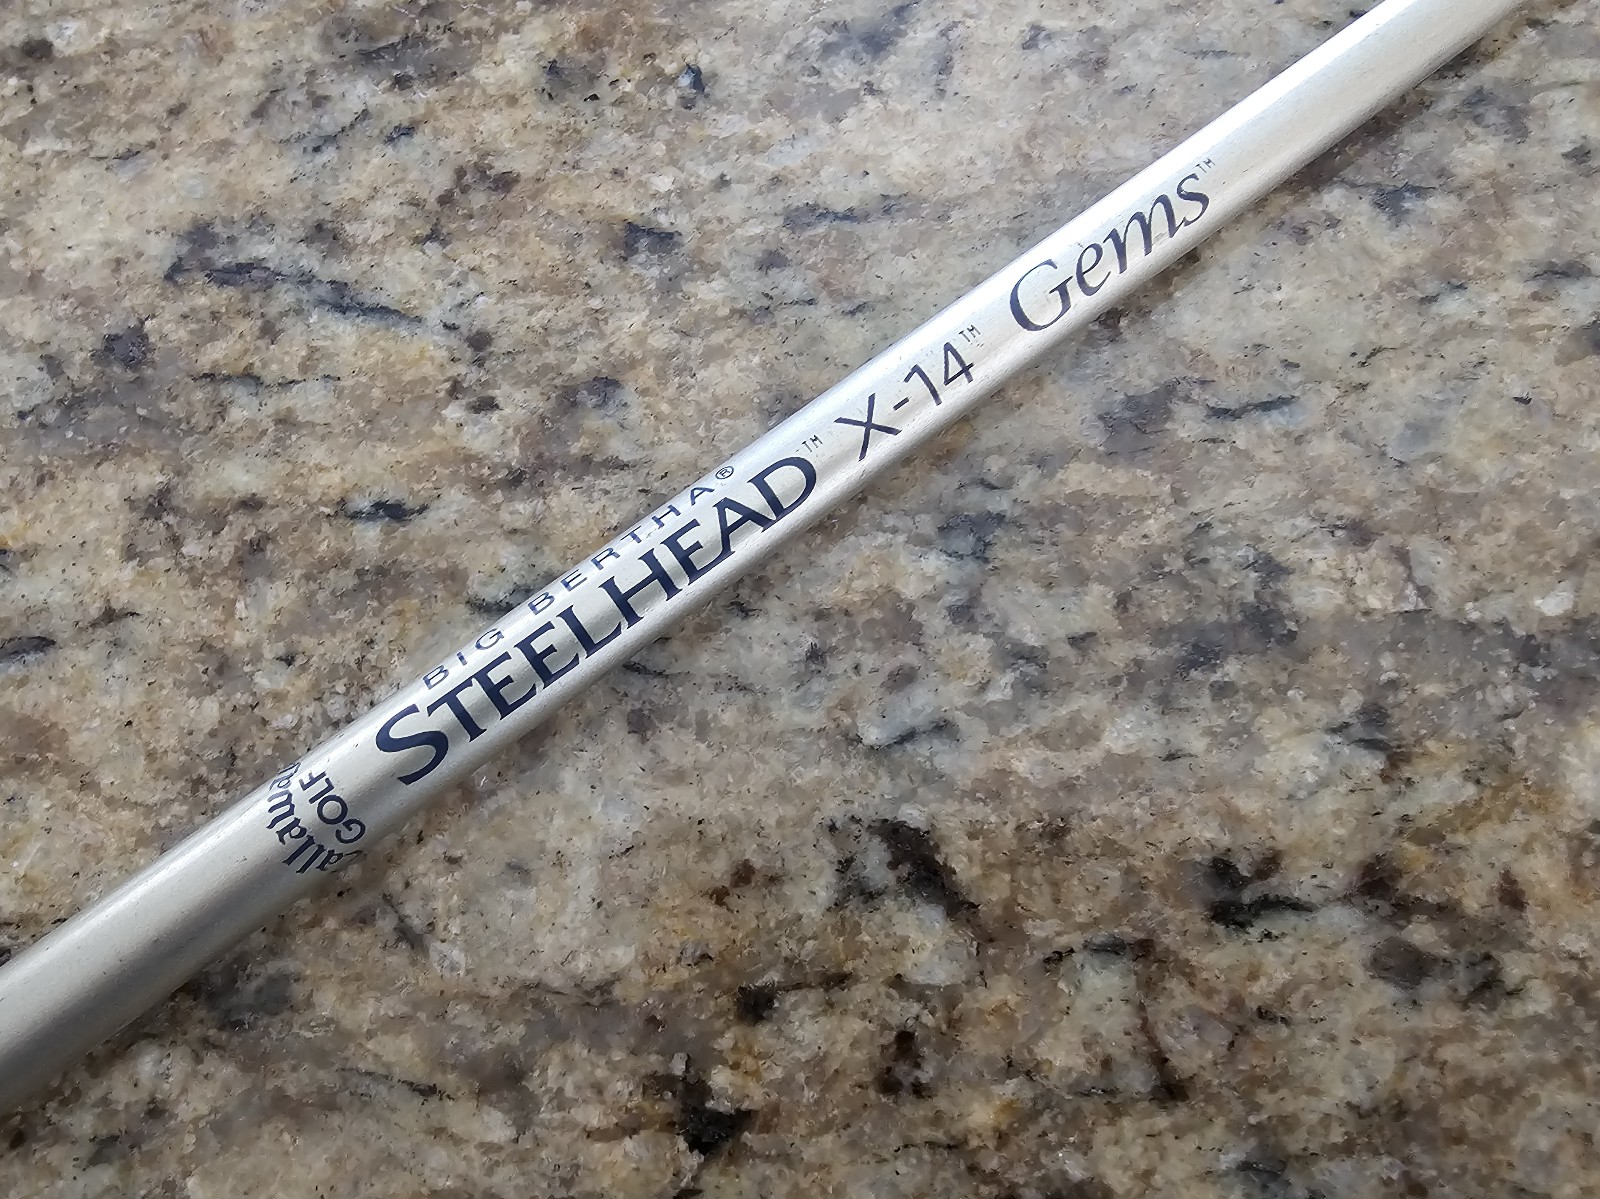 Callaway
GOLF
BIG BERTHA®
STEELHEAD™ X-14™ Gems™